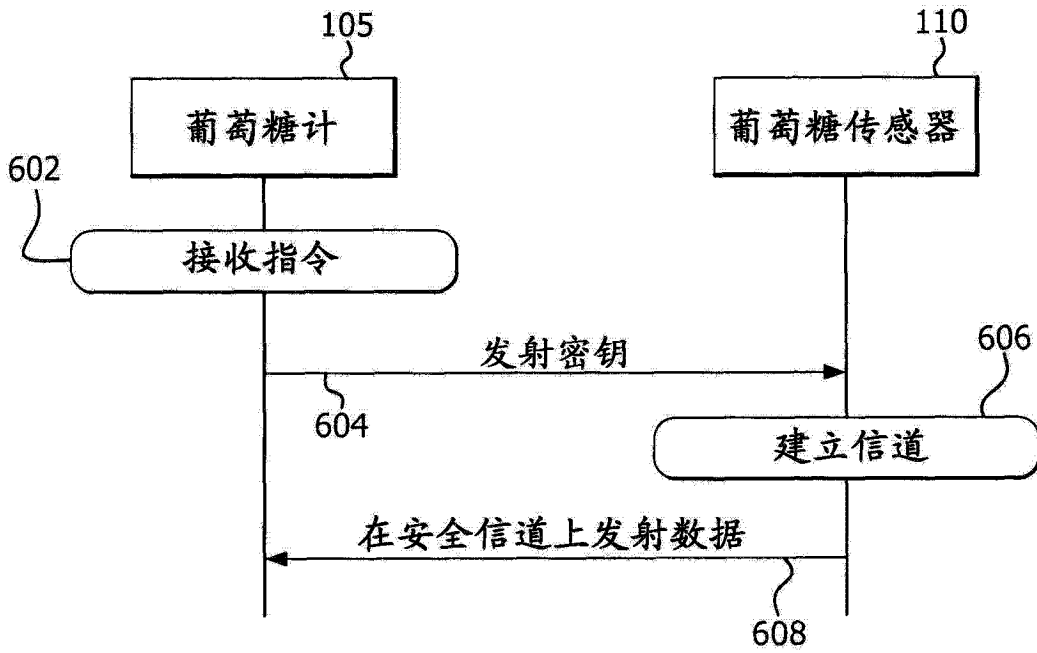 105
110
葡萄糖计
葡萄糖传感器
602
接收指令
发射密钥
604
606
建立信道
在安全信道上发射数据
608